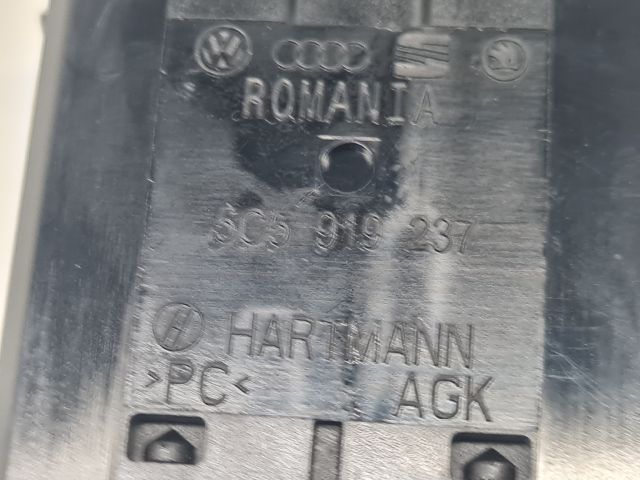 ROMANIA
5C5 919 237
HARTMANN
>PC< AGK